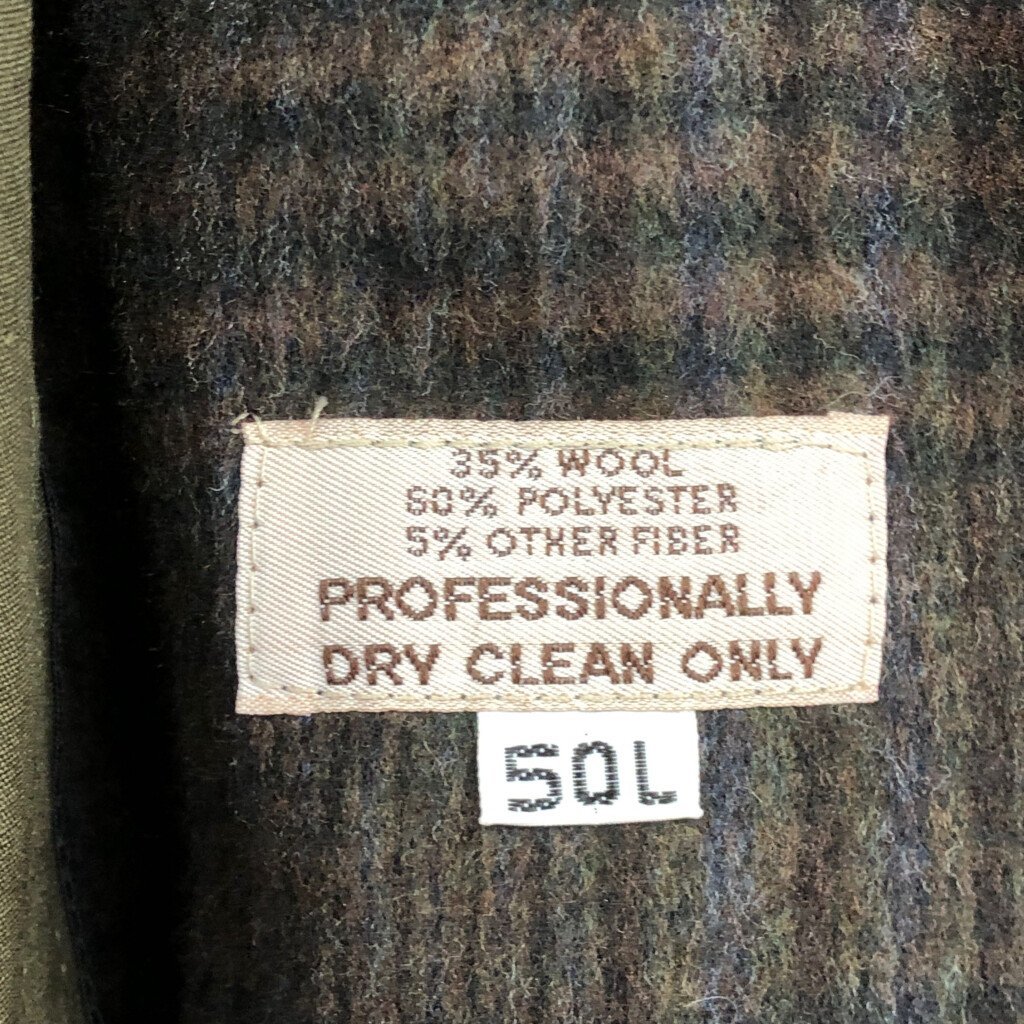 35% WOOL
60% POLYESTER
5% OTHER FIBER
PROFESSIONALLY
DRY CLEAN ONLY
50L